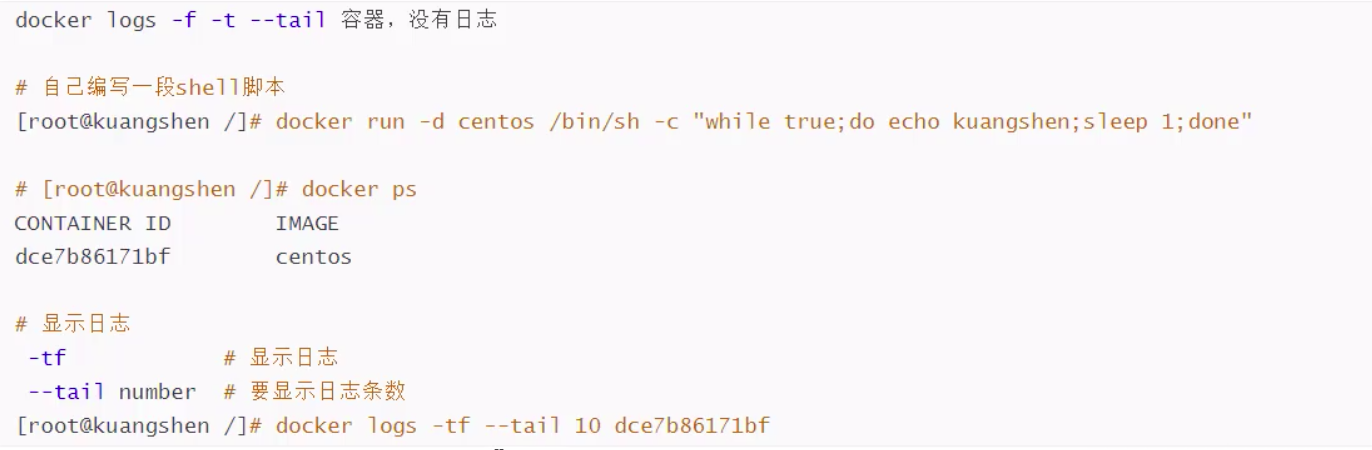 docker logs -f -t --tail 容器，没有日志
# 自己编写一段shell脚本
[root@kuangshen /]# docker run -d centos /bin/sh -c "while true;do echo kuangshen;sleep 1;done"
# [root@kuangshen /]# docker ps
CONTAINER ID        IMAGE
dce7b86171bf        centos
# 显示日志
-tf            # 显示日志
--tail number  # 要显示日志条数
[root@kuangshen /]# docker logs -tf --tail 10 dce7b86171bf